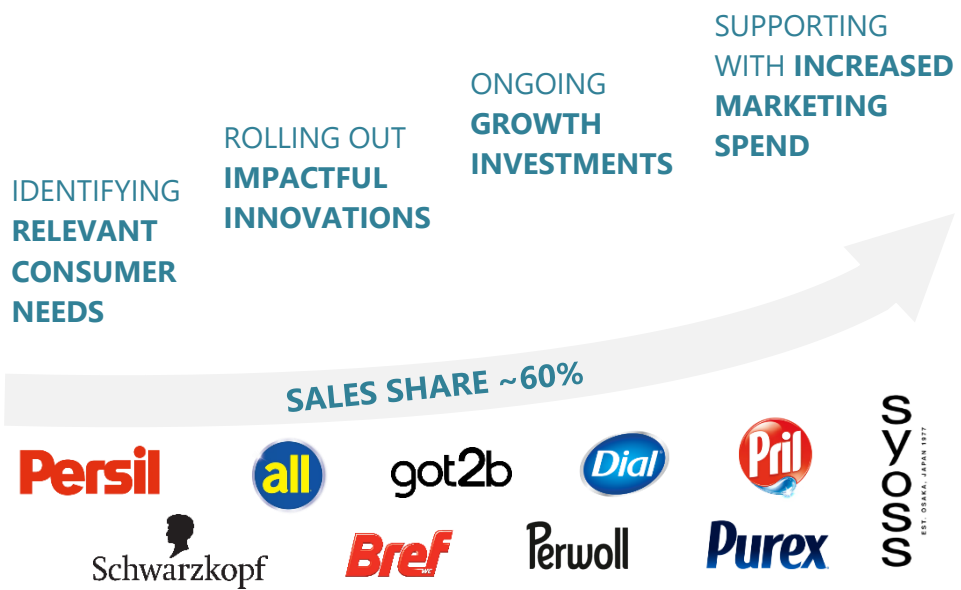 IDENTIFYING
RELEVANT
CONSUMER
NEEDS
ROLLING OUT
IMPACTFUL
INNOVATIONS
ONGOING
GROWTH
INVESTMENTS
SUPPORTING
WITH INCREASED
MARKETING
SPEND
SALES SHARE ~60%
Persil
all
got2b
Dial
Pril
syoss
EST. OSAKA, JAPAN 1977
Schwarzkopf
Bref
WC
Perwoll
Purex